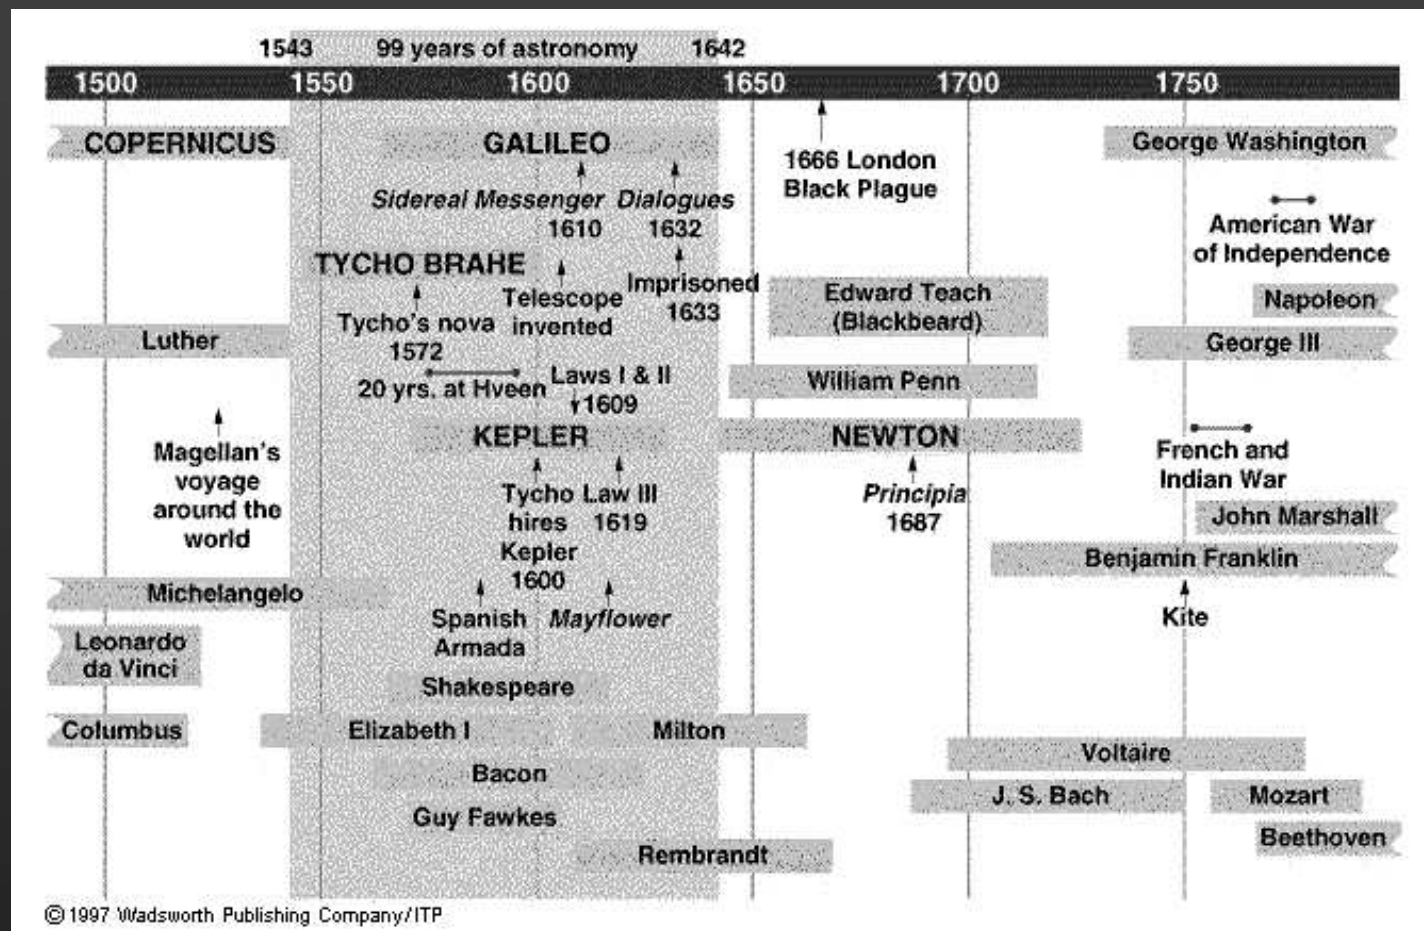 1543 99 years of astronomy 1642
1500 1550 1600 1650 1700 1750
COPERNICUS
GALILEO
George Washington
1666 London
Black Plague
Sidereal Messenger
1610
Dialogues
1632
American War
of Independence
TYCHO BRAHE
Telescope
invented
Imprisoned
1633
Edward Teach
(Blackbeard)
Napoleon
Tycho's nova
1572
Luther
George III
20 yrs. at Hveen
Laws I & II
1609
William Penn
KEPLER
NEWTON
Magellan's
voyage
around the
world
French and
Indian War
Tycho
hires
Kepler
1600
Law III
1619
Principia
1687
John Marshall
Benjamin Franklin
Michelangelo
Spanish
Armada
Mayflower
Kite
Leonardo
da Vinci
Shakespeare
Columbus
Elizabeth I
Milton
Voltaire
Bacon
J. S. Bach
Mozart
Guy Fawkes
Beethoven
Rembrandt
© 1997 Wadsworth Publishing Company/ITP